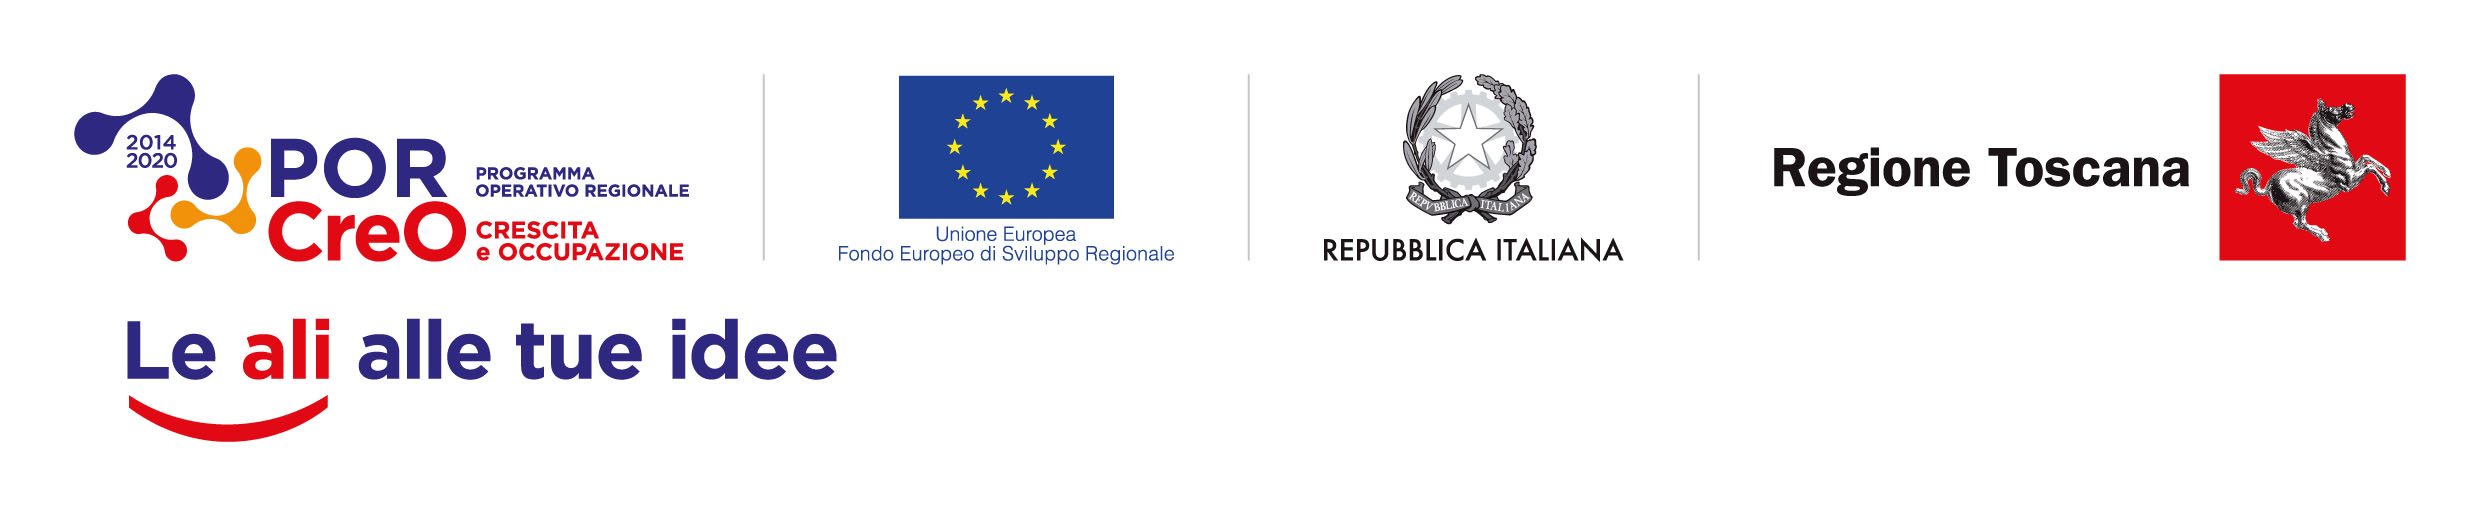 2014
2020
POR
PROGRAMMA
OPERATIVO REGIONALE
CreO
CRESCITA
e OCCUPAZIONE
Unione Europea
Fondo Europeo di Sviluppo Regionale
REPVBBLICA ITALIANA
REPUBBLICA ITALIANA
Regione Toscana
Le ali alle tue idee